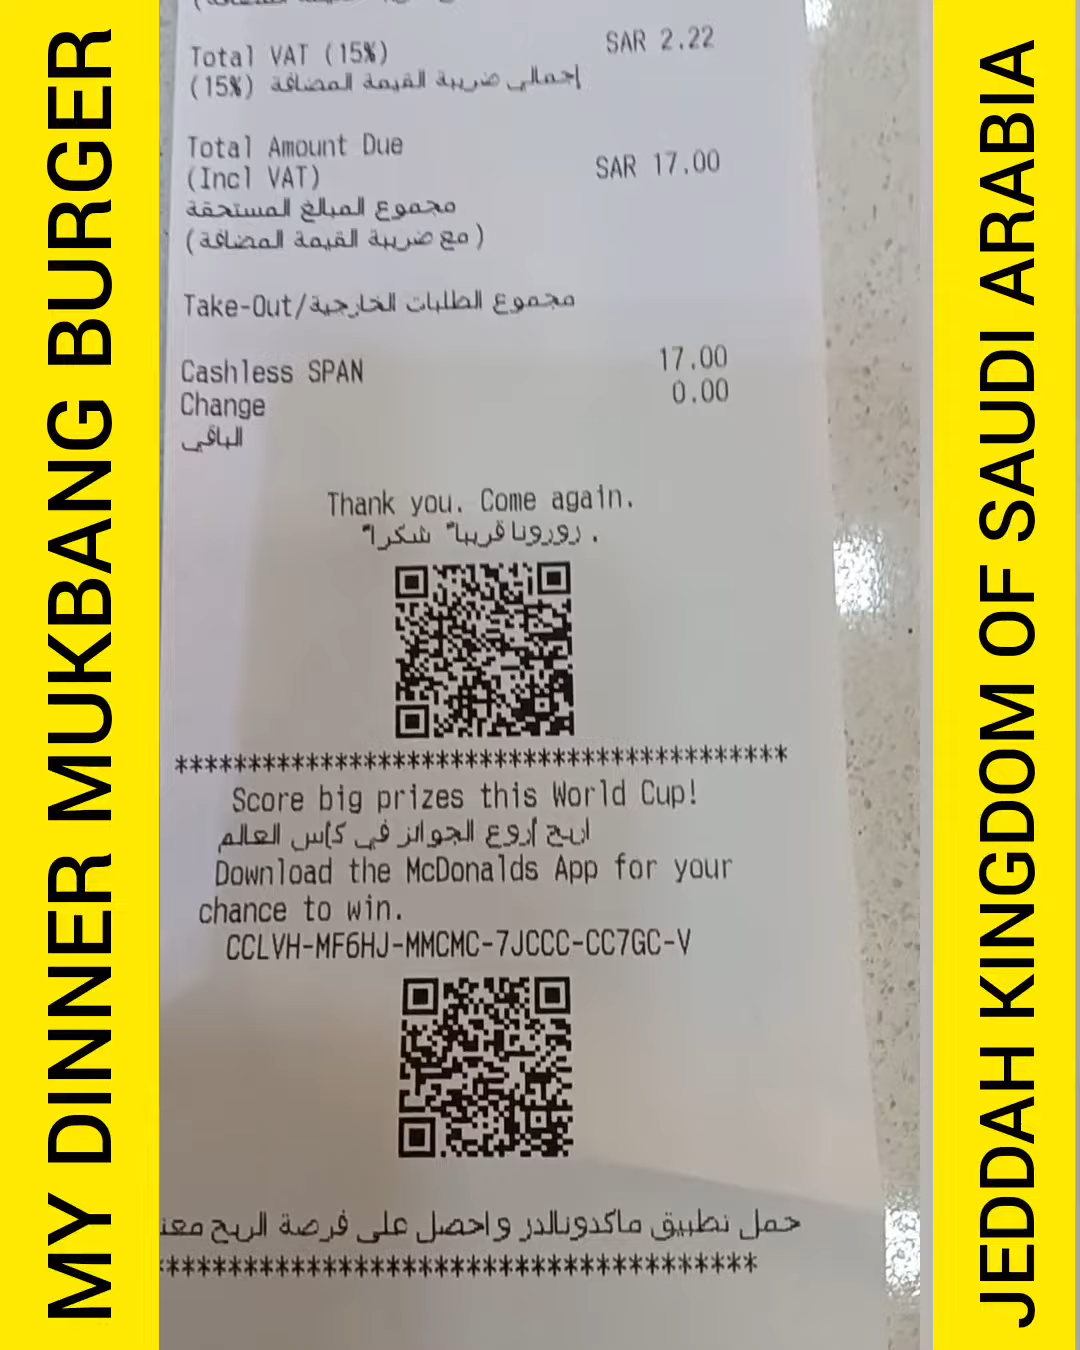 MY DINNER MUKBANG BURGER
Total VAT (15%)
SAR 2.22
إجمالي ضريبة القيمة المضافة (15%)
Total Amount Due
(Incl VAT)
SAR 17.00
مجموع المبالغ المستحقة
(مع ضريبة القيمة المضافة)
Take-Out/مجموع الطلبات الخارجية
Cashless SPAN 17.00
Change 0.00
الباقي
Thank you. Come again.
زورونا قريبا" شكرا" .
******************************************
Score big prizes this World Cup!
اربح أروع الجوائز في كأس العالم
Download the McDonalds App for your
chance to win.
CCLVH-MF6HJ-MMCMC-7JCCC-CC7GC-V
حمل تطبيق ماكدونالدز واحصل على فرصة الربح
******************************************
JEDDAH KINGDOM OF SAUDI ARABIA